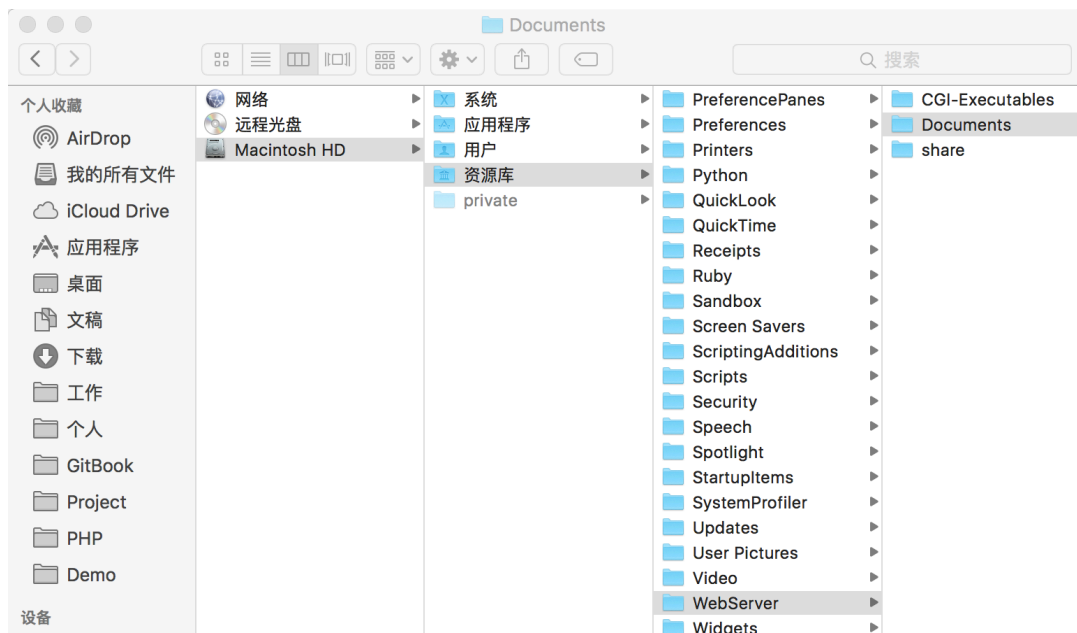 Documents
搜索
个人收藏
AirDrop
我的所有文件
iCloud Drive
应用程序
桌面
文稿
下载
工作
个人
GitBook
Project
PHP
Demo
设备
网络
远程光盘
Macintosh HD
系统
应用程序
用户
资源库
private
PreferencePanes
Preferences
Printers
Python
QuickLook
QuickTime
Receipts
Ruby
Sandbox
Screen Savers
ScriptingAdditions
Scripts
Security
Speech
Spotlight
StartupItems
SystemProfiler
Updates
User Pictures
Video
WebServer
Widgets
CGI-Executables
Documents
share